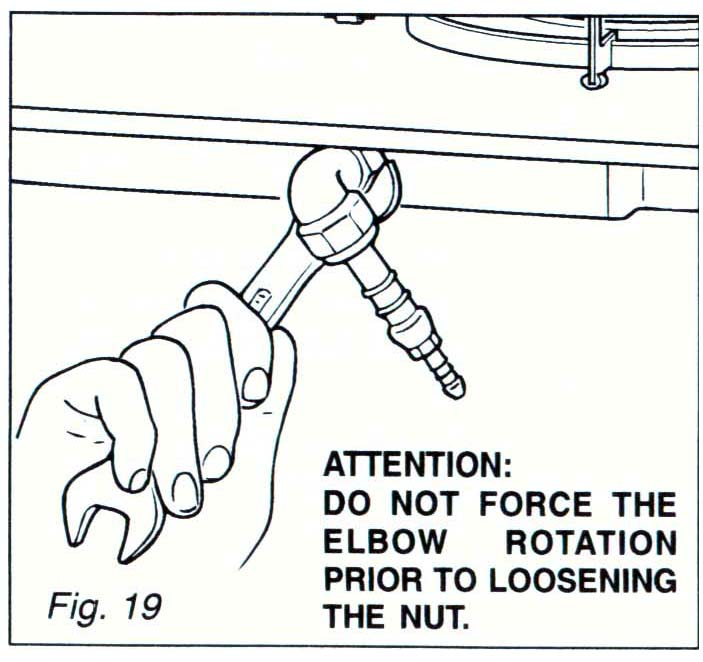 ATTENTION:
DO NOT FORCE THE
ELBOW ROTATION
PRIOR TO LOOSENING
THE NUT.
Fig. 19